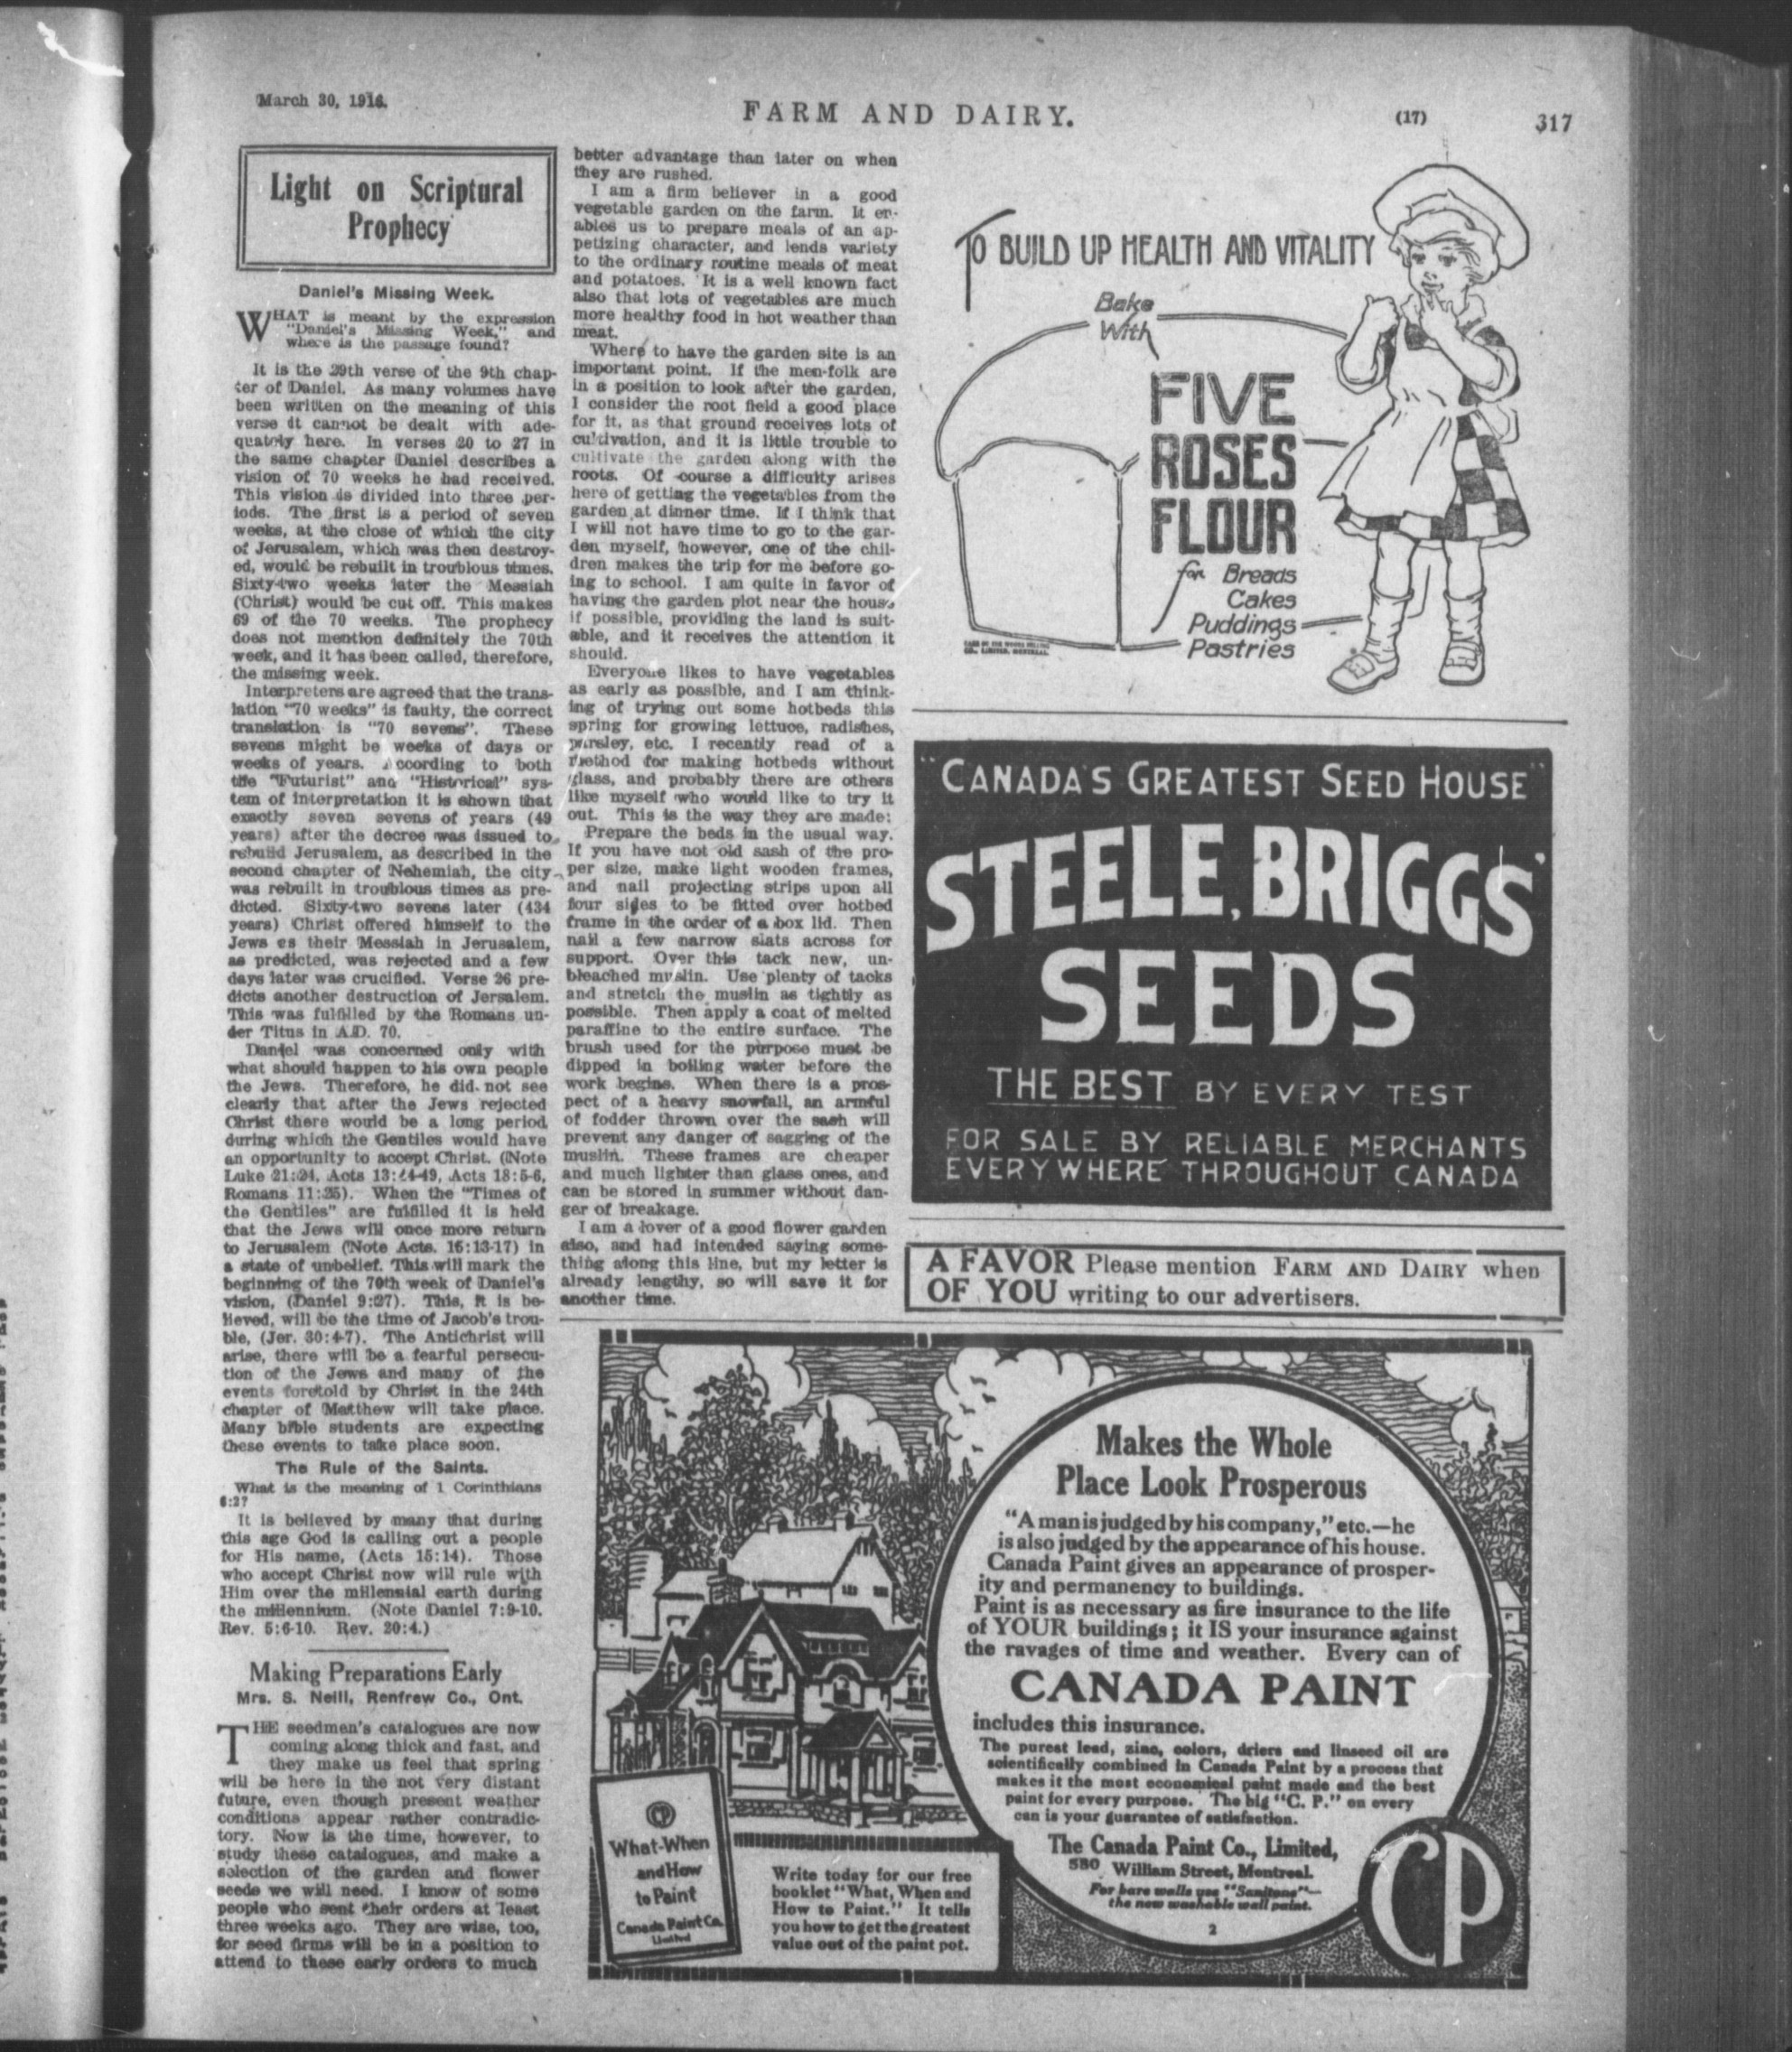 March 30, 1916.
FARM AND DAIRY.
(17)
317
Light on Scriptural
Prophecy
Daniel's Missing Week.
WHAT is meant by the expression
"Daniel's Missing Week," and
where is the passage found?
It is the 29th verse of the 9th chap-
ter of Daniel. As many volumes have
been written on the meaning of this
verse it cannot be dealt with ade-
quately here. In verses 20 to 27 in
the same chapter Daniel describes a
vision of 70 weeks he had received.
This vision is divided into three per-
iods. The first is a period of seven
weeks, at the close of which the city
of Jerusalem, which was then destroy-
ed, would be rebuilt in troublous times.
Sixty-two weeks later the Messiah
(Christ) would be cut off. This makes
69 of the 70 weeks. The prophecy
does not mention definitely the 70th
week, and it has been called, therefore,
the missing week.
Interpreters are agreed that the trans-
lation "70 weeks" is faulty, the correct
translation is "70 sevens". These
sevens might be weeks of days or
weeks of years. According to both
the "Futurist" and "Historical" sys-
tem of interpretation it is shown that
exactly seven sevens of years (49
years) after the decree was issued to
rebuild Jerusalem, as described in the
second chapter of Nehemiah, the city
was rebuilt in troublous times as pre-
dicted. Sixty-two sevens later (434
years) Christ offered himself to the
Jews as their Messiah in Jerusalem,
as predicted, was rejected and a few
days later was crucified. Verse 26 pre-
dicts another destruction of Jersalem.
This was fulfilled by the Romans un-
der Titus in A.D. 70.
Daniel was concerned only with
what should happen to his own people
the Jews. Therefore, he did not see
clearly that after the Jews rejected
Christ there would be a long period
during which the Gentiles would have
an opportunity to accept Christ. (Note
Luke 21:24, Acts 13:44-49, Acts 18:5-6,
Romans 11:25). When the "Times of
the Gentiles" are fulfilled it is held
that the Jews will once more return
to Jerusalem (Note Acts. 16:13-17) in
a state of unbelief. This will mark the
beginning of the 70th week of Daniel's
vision, (Daniel 9:27). This, it is be-
lieved, will be the time of Jacob's trou-
ble, (Jer. 30:4-7). The Antichrist will
arise, there will be a fearful persecu-
tion of the Jews and many of the
events foretold by Christ in the 24th
chapter of Matthew will take place.
Many bible students are expecting
these events to take place soon.
The Rule of the Saints.
What is the meaning of 1 Corinthians
6:2?
It is believed by many that during
this age God is calling out a people
for His name, (Acts 15:14). Those
who accept Christ now will rule with
Him over the millennial earth during
the millennium. (Note Daniel 7:9-10.
Rev. 5:6-10. Rev. 20:4.)
Making Preparations Early
Mrs. S. Neill, Renfrew Co., Ont.
THE seedmen's catalogues are now
coming along thick and fast, and
they make us feel that spring
will be here in the not very distant
future, even though present weather
conditions appear rather contradic-
tory. Now is the time, however, to
study these catalogues, and make a
selection of the garden and flower
seeds we will need. I know of some
people who sent their orders at least
three weeks ago. They are wise, too,
for seed firms will be in a position to
attend to these early orders to much
better advantage than later on when
they are rushed.
I am a firm believer in a good
vegetable garden on the farm. It en-
ables us to prepare meals of an ap-
petizing character, and lends variety
to the ordinary routine meals of meat
and potatoes. It is a well known fact
also that lots of vegetables are much
more healthy food in hot weather than
meat.
Where to have the garden site is an
important point. If the men-folk are
in a position to look after the garden,
I consider the root field a good place
for it, as that ground receives lots of
cultivation, and it is little trouble to
cultivate the garden along with the
roots. Of course a difficulty arises
here of getting the vegetables from the
garden at dinner time. If I think that
I will not have time to go to the gar-
den myself, however, one of the chil-
dren makes the trip for me before go-
ing to school. I am quite in favor of
having the garden plot near the house
if possible, providing the land is suit-
able, and it receives the attention it
should.
Everyone likes to have vegetables
as early as possible, and I am think-
ing of trying out some hotbeds this
spring for growing lettuce, radishes,
parsley, etc. I recently read of a
method for making hotbeds without
glass, and probably there are others
like myself who would like to try it
out. This is the way they are made:
Prepare the beds in the usual way.
If you have not old sash of the pro-
per size, make light wooden frames,
and nail projecting strips upon all
four sides to be fitted over hotbed
frame in the order of a box lid. Then
nail a few narrow slats across for
support. Over this tack new, un-
bleached muslin. Use plenty of tacks
and stretch the muslin as tightly as
possible. Then apply a coat of melted
paraffine to the entire surface. The
brush used for the purpose must be
dipped in boiling water before the
work begins. When there is a pros-
pect of a heavy snowfall, an armful
of fodder thrown over the sash will
prevent any danger of sagging of the
muslin. These frames are cheaper
and much lighter than glass ones, and
can be stored in summer without dan-
ger of breakage.
I am a lover of a good flower garden
also, and had intended saying some-
thing along this line, but my letter is
already lengthy, so will save it for
another time.
TO BUILD UP HEALTH AND VITALITY
Bake
With
FIVE
ROSES
FLOUR
for Breads
Cakes
Puddings
Pastries
"CANADA'S GREATEST SEED HOUSE"
STEELE, BRIGGS'
SEEDS
THE BEST BY EVERY TEST
FOR SALE BY RELIABLE MERCHANTS
EVERYWHERE THROUGHOUT CANADA
A FAVOR Please mention FARM AND DAIRY when
OF YOU writing to our advertisers.
Makes the Whole
Place Look Prosperous
"A man is judged by his company," etc.—he
is also judged by the appearance of his house.
Canada Paint gives an appearance of prosper-
ity and permanency to buildings.
Paint is as necessary as fire insurance to the life
of YOUR buildings; it IS your insurance against
the ravages of time and weather. Every can of
CANADA PAINT
includes this insurance.
The purest lead, zinc, colors, driers and linseed oil are
scientifically combined in Canada Paint by a process that
makes it the most economical paint made and the best
paint for every purpose. The big "C. P." on every
can is your guarantee of satisfaction.
The Canada Paint Co., Limited,
580 William Street, Montreal.
For bare walls use "Sanitone"—
the new washable wall paint.
2
CP
CP
What-When
and How
to Paint
Canada Paint Co.
Limited
Write today for our free
booklet "What, When and
How to Paint." It tells
you how to get the greatest
value out of the paint pot.